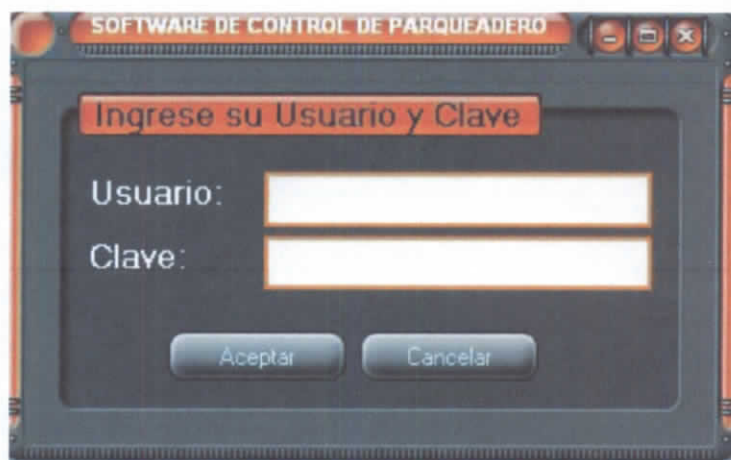 SOFTWARE DE CONTROL DE PARQUEADERO
Ingrese su Usuario y Clave
Usuario:
Clave:
Aceptar Cancelar